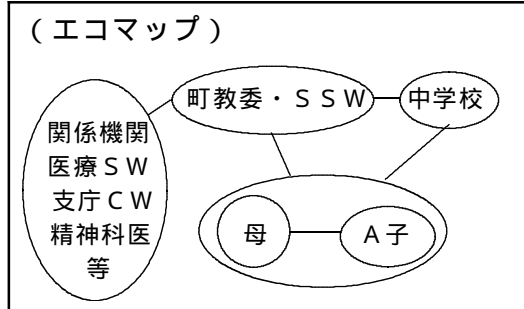 （エコマップ）
町教委・ＳＳＷ
中学校
関係機関
医療ＳＷ
支庁ＣＷ
精神科医
等
母
Ａ子